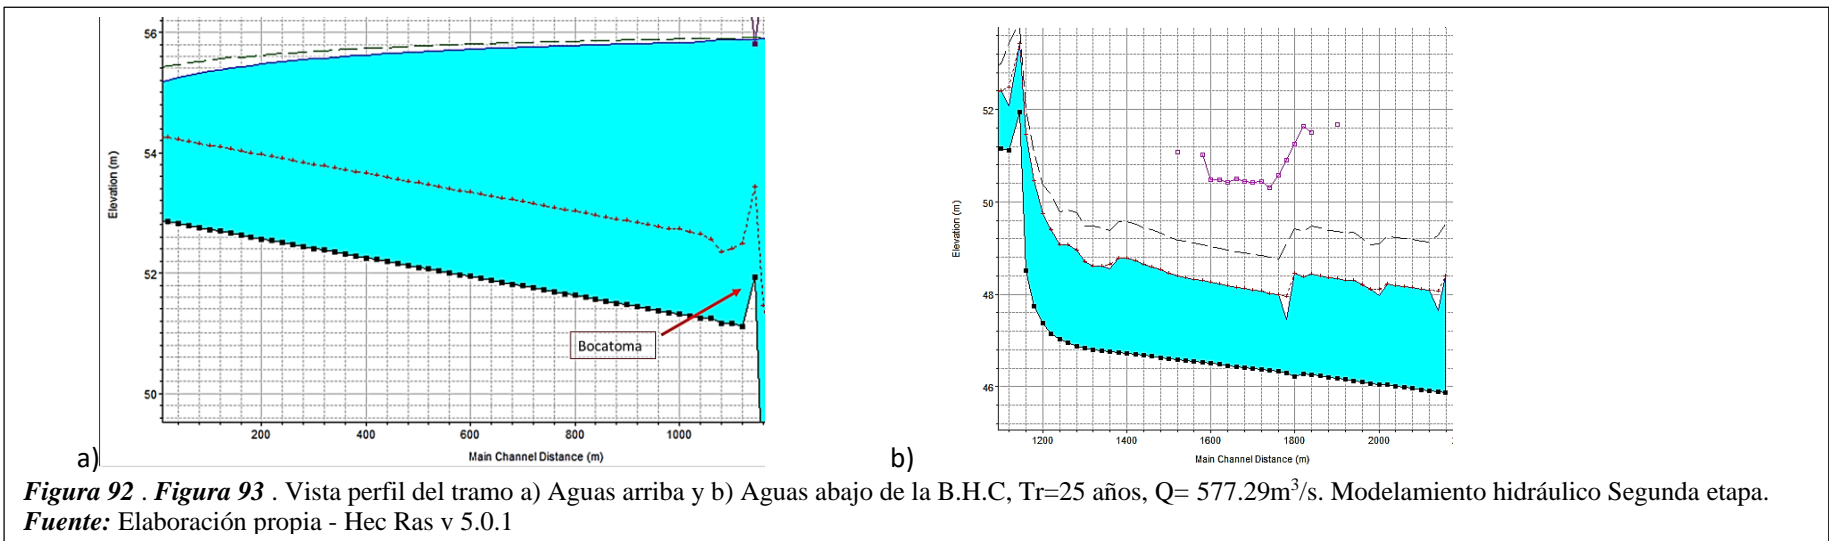 56
54
52
50
Elevation (m)
200 400 600 800 1000
Main Channel Distance (m)
Bocatoma
a)
52
50
48
46
Elevation (m)
1200 1400 1600 1800 2000
Main Channel Distance (m)
b)
Figura 92 . Figura 93 . Vista perfil del tramo a) Aguas arriba y b) Aguas abajo de la B.H.C, Tr=25 años, Q= 577.29m³/s. Modelamiento hidráulico Segunda etapa.
Fuente: Elaboración propia - Hec Ras v 5.0.1